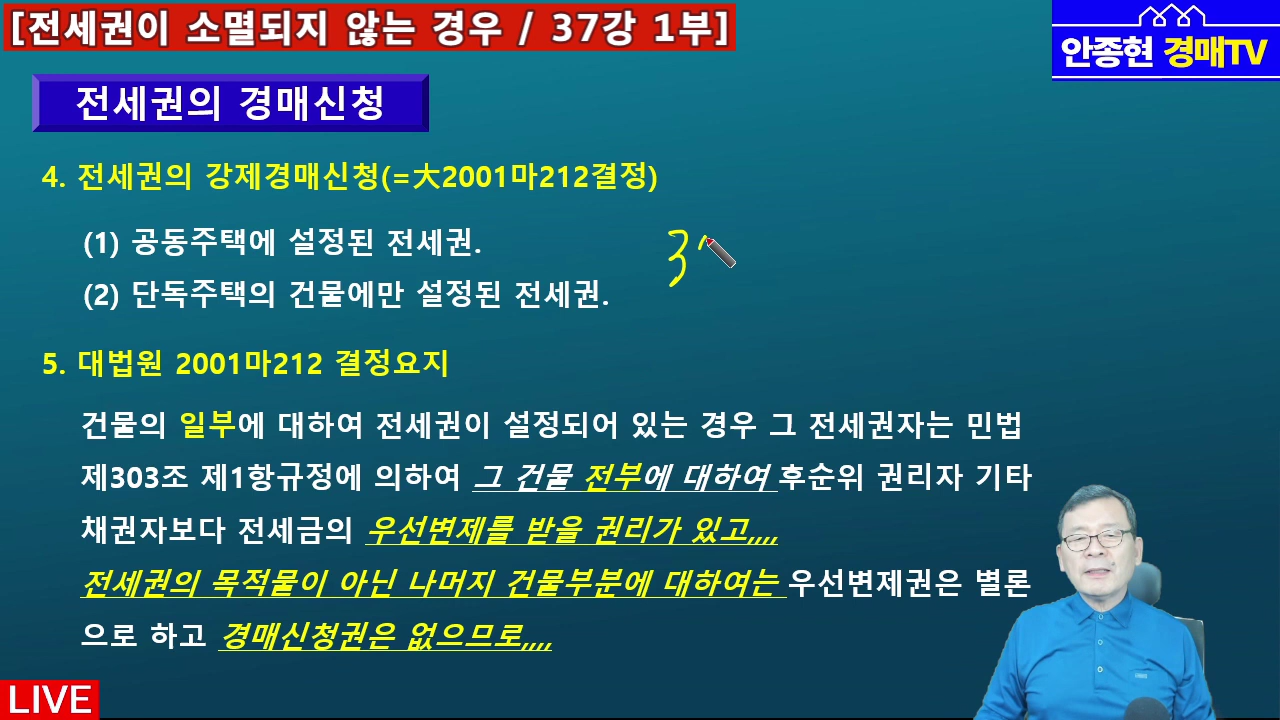 [전세권이 소멸되지 않는 경우 / 37강 1부]
안종현 경매TV
전세권의 경매신청
4. 전세권의 강제경매신청(=大2001마212결정)
(1) 공동주택에 설정된 전세권.
(2) 단독주택의 건물에만 설정된 전세권.
5. 대법원 2001마212 결정요지
건물의 일부에 대하여 전세권이 설정되어 있는 경우 그 전세권자는 민법
제303조 제1항규정에 의하여 그 건물 전부에 대하여 후순위 권리자 기타
채권자보다 전세금의 우선변제를 받을 권리가 있고,,,,
전세권의 목적물이 아닌 나머지 건물부분에 대하여는 우선변제권은 별론
으로 하고 경매신청권은 없으므로,,,,
LIVE